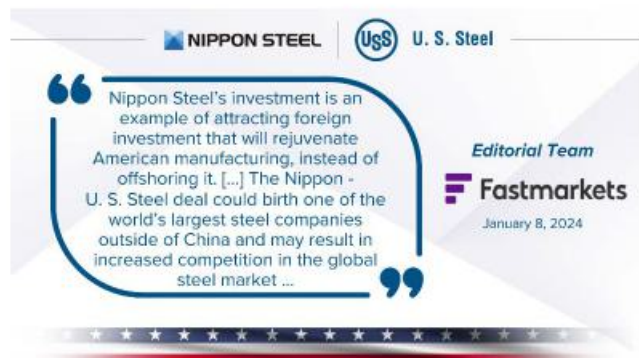 NIPPON STEEL
USS
U. S. Steel
Nippon Steel's investment is an
example of attracting foreign
investment that will rejuvenate
American manufacturing, instead of
offshoring it. [...] The Nippon -
U. S. Steel deal could birth one of the
world's largest steel companies
outside of China and may result in
increased competition in the global
steel market ...
Editorial Team
Fastmarkets
January 8, 2024